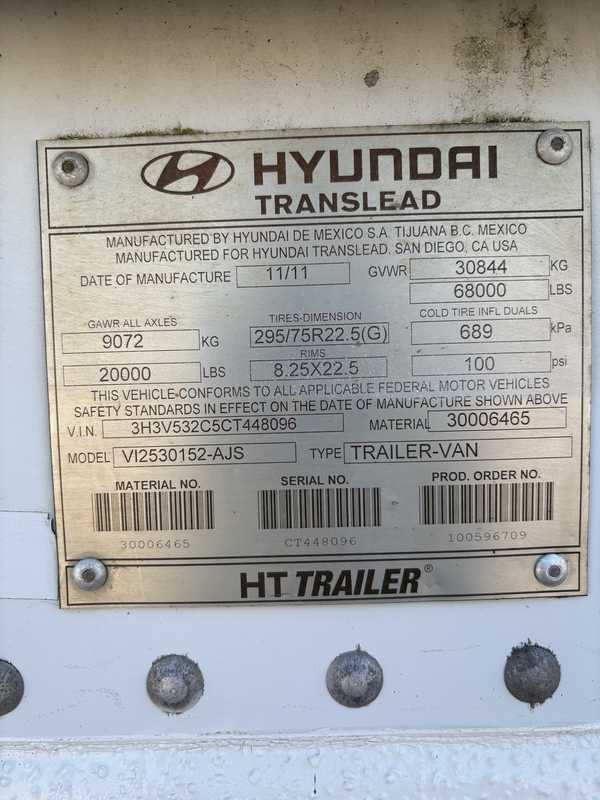 HYUNDAI
TRANSLEAD
MANUFACTURED BY HYUNDAI DE MEXICO S.A. TIJUANA B.C. MEXICO
MANUFACTURED FOR HYUNDAI TRANSLEAD. SAN DIEGO, CA USA
DATE OF MANUFACTURE 11/11 GVWR 30844 KG
68000 LBS
GAWR ALL AXLES TIRES-DIMENSION COLD TIRE INFL DUALS
9072 KG 295/75R22.5(G) 689 kPa
RIMS
20000 LBS 8.25X22.5 100 psi
THIS VEHICLE CONFORMS TO ALL APPLICABLE FEDERAL MOTOR VEHICLES
SAFETY STANDARDS IN EFFECT ON THE DATE OF MANUFACTURE SHOWN ABOVE
V.I.N. 3H3V532C5CT448096 MATERIAL 30006465
MODEL VI2530152-AJS TYPE TRAILER-VAN
MATERIAL NO. SERIAL NO. PROD. ORDER NO.
30006465 CT448096 100596709
HT TRAILER®